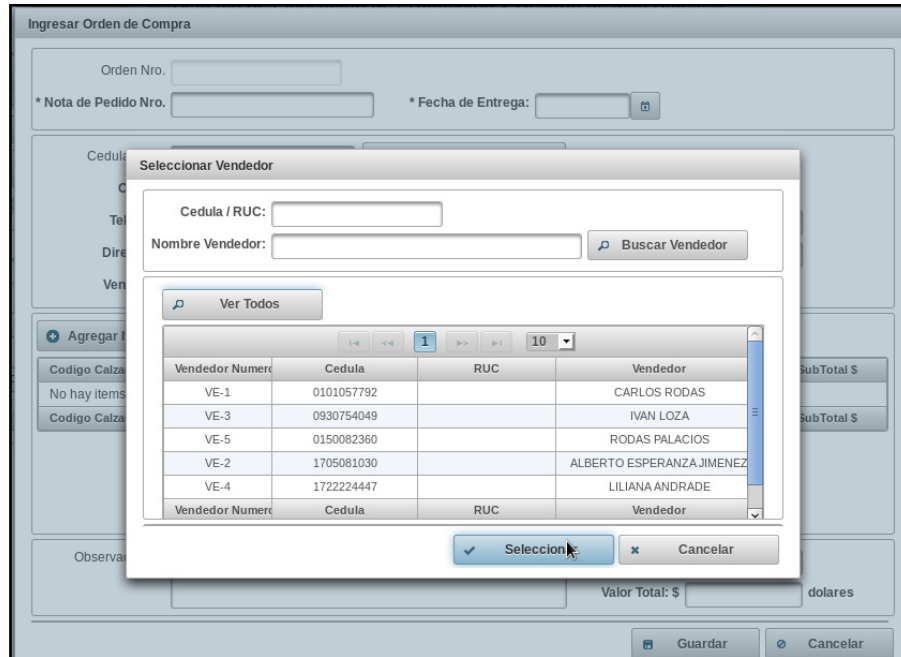 Ingresar Orden de Compra
Orden Nro.
* Nota de Pedido Nro. * Fecha de Entrega:
Cedula
Seleccionar Vendedor
Cedula / RUC:
Nombre Vendedor: Buscar Vendedor
Ver Todos
1 10
Vendedor Numero Cedula RUC Vendedor
VE-1 0101057792 CARLOS RODAS
VE-3 0930754049 IVAN LOZA
VE-5 0150082360 RODAS PALACIOS
VE-2 1705081030 ALBERTO ESPERANZA JIMENEZ
VE-4 1722224447 LILIANA ANDRADE
Vendedor Numero Cedula RUC Vendedor
Seleccionar Cancelar
Agregar
Codigo Calza SubTotal $
No hay items
Codigo Calza SubTotal $
Valor Total: $ dolares
Guardar Cancelar